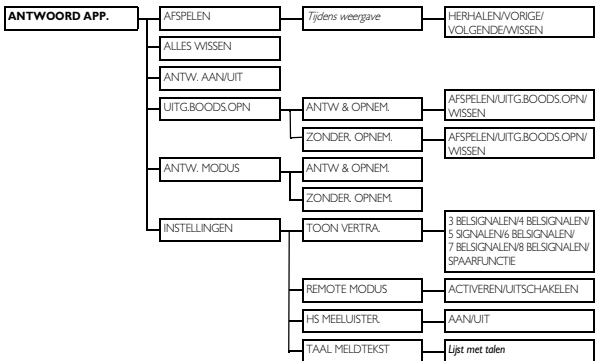 ANTWOORD APP.
AFSPELEN
Tijdens weergave
HERHALEN/VORIGE/
VOLGENDE/WISSEN
ALLES WISSEN
ANTW. AAN/UIT
UITG.BOODS.OPN
ANTW & OPNEM.
AFSPELEN/UITG.BOODS.OPN/
WISSEN
ZONDER. OPNEM.
AFSPELEN/UITG.BOODS.OPN/
WISSEN
ANTW. MODUS
ANTW & OPNEM.
ZONDER. OPNEM.
INSTELLINGEN
TOON VERTRA.
3 BELSIGNALEN/4 BELSIGNALEN/
5 SIGNALEN/6 BELSIGNALEN/
7 BELSIGNALEN/8 BELSIGNALEN/
SPAARFUNCTIE
REMOTE MODUS
ACTIVEREN/UITSCHAKELEN
HS MEELUISTER.
AAN/UIT
TAAL MELDTEKST
Lijst met talen